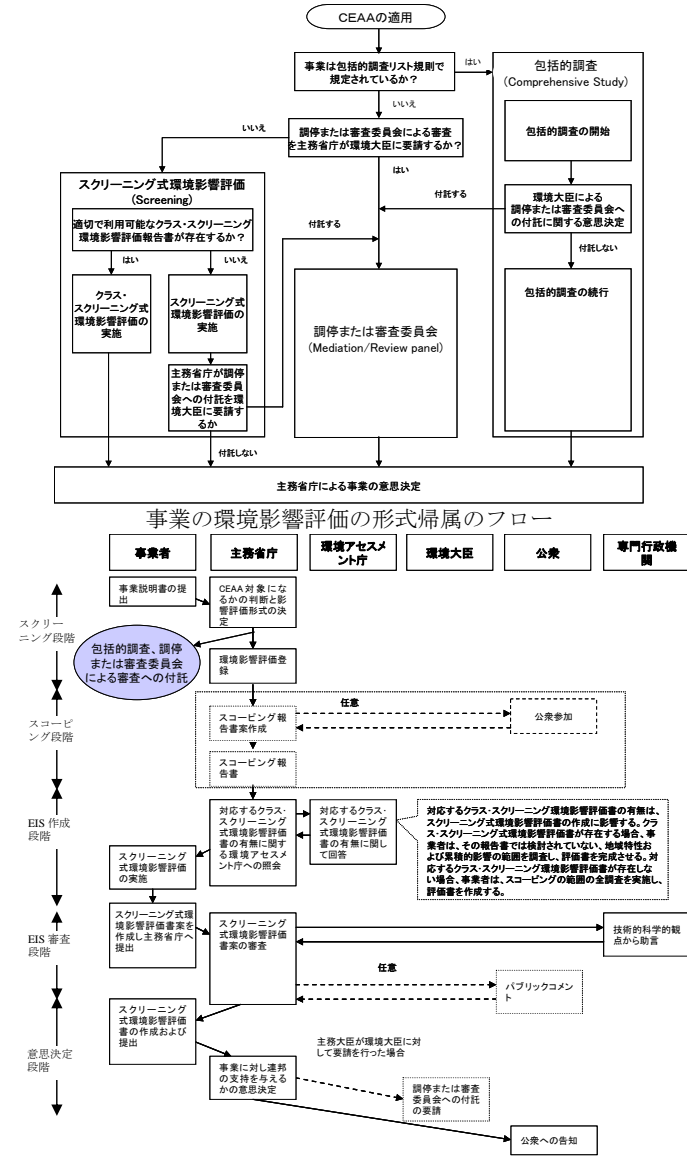 CEAAの適用
事業は包括的調査リスト規則で
規定されているか？
はい
いいえ
包括的調査
(Comprehensive Study)
包括的調査の開始
調停または審査委員会による審査
を主務省庁が環境大臣に要請するか？
いいえ
はい
環境大臣による
調停または審査委員会へ
の付託に関する意思決定
付託する
付託しない
包括的調査の続行
スクリーニング式環境影響評価
(Screening)
適切で利用可能なクラス・スクリーニング
環境影響評価報告書が存在するか？
はい
いいえ
付託する
クラス・
スクリーニング式
環境影響評価の
実施
スクリーニング式
環境影響評価の
実施
調停または審査委員会
(Mediation/Review panel)
主務省庁が調停
または審査委員
会への付託を環
境大臣に要請す
るか
付託しない
主務省庁による事業の意思決定
事業の環境影響評価の形式帰属のフロー
事業者
主務省庁
環境アセスメ
ント庁
環境大臣
公衆
専門行政機
関
スクリー
ニング段階
事業説明書の提
出
CEAA対象にな
るかの判断と影
響評価形式の決
定
包括的調査、調停
または審査委員会
による審査への付託
環境影響評価登
録
スコーピ
ング段階
任意
スコーピング報
告書案作成
公衆参加
スコーピング報
告書
EIS 作成
段階
対応するクラス・
スクリーニング式
環境影響評価書
の有無に関す
る環境アセスメ
ント庁への照会
対応するクラス・
スクリーニング式
環境影響評価書
の有無に関して
回答
対応するクラス・スクリーニング環境影響評価書の有無は、
スクリーニング環境影響評価書の作成に影響する。クラ
ス・スクリーニング式環境影響評価書が存在する場合、事
業者は、その報告書では検討されていない、地域特性お
よび累積的影響の範囲を調査し、評価書を完成させる。対
応するクラス・スクリーニング環境影響評価書が存在しな
い場合、事業者は、スコーピングの範囲の全調査を実施し、
評価書を作成する。
スクリーニング式
環境影響評価の
の実施
EIS 審査
段階
スクリーニング式環
境影響評価書案を
作成し主務省庁へ
提出
スクリーニング
式環境影響評価
書案の審査
技術的科学的観
点から助言
任意
パブリックコメン
ト
意思決定
段階
スクリーニング
式環境影響評価
書の作成および
提出
主務大臣が環境大臣に対
して要請を行った場合
事業に対し連邦
の支持を与える
かの意思決定
調停または審査
委員会への付託
の要請
公衆への告知